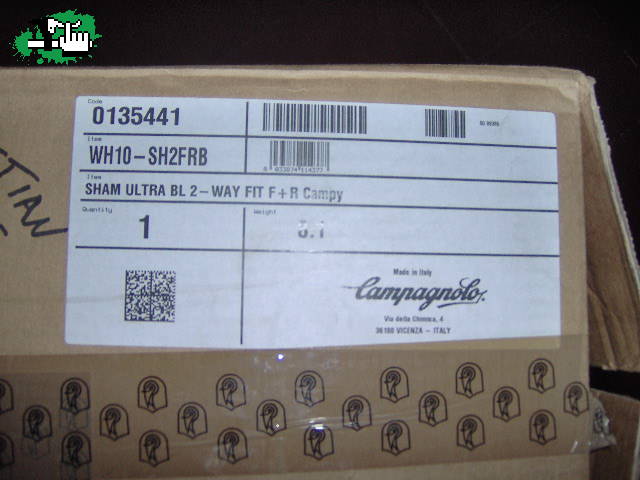 Code
0135441
Item
WH10-SH2FRB
Item
SHAM ULTRA BL 2-WAY FIT F+R Campy
Quantity
1
Weight
Made in Italy
Campagnolo
Via della Chimica, 4
36100 VICENZA - ITALY
TIAN